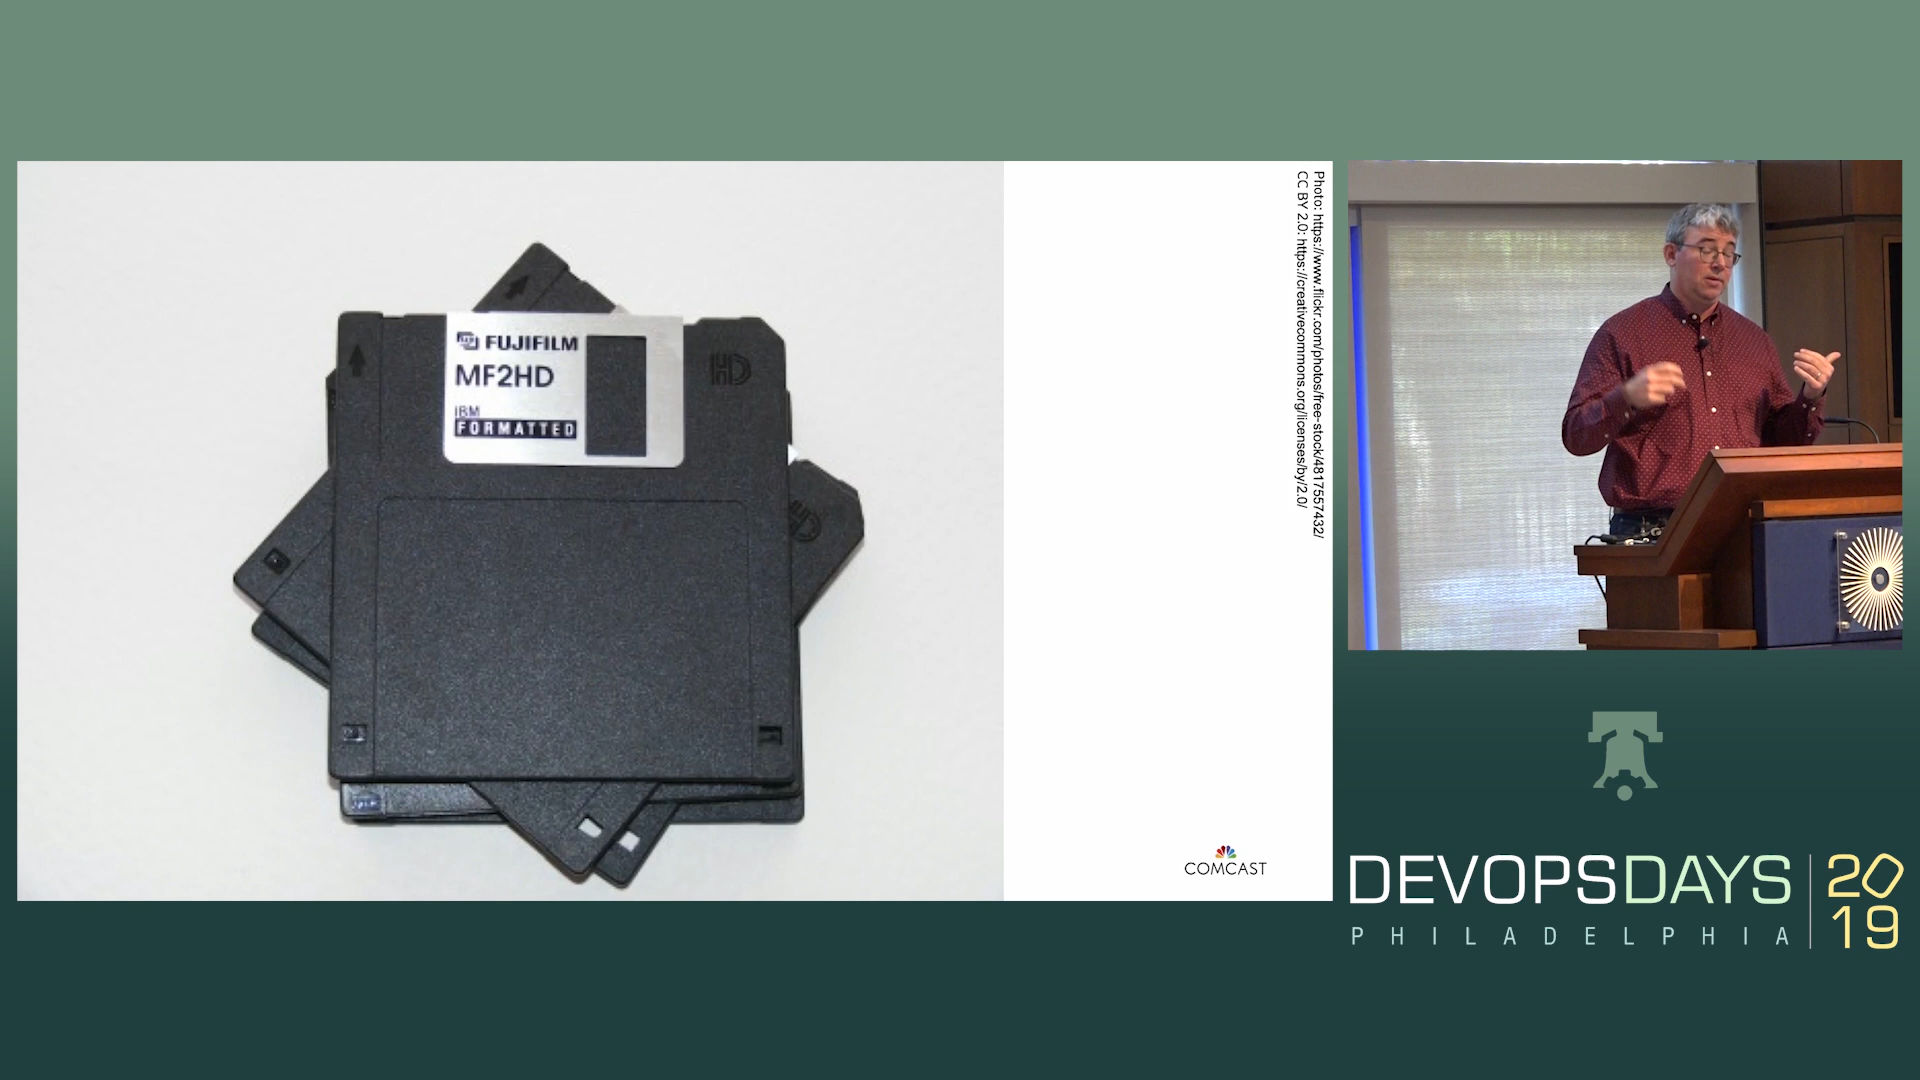 FUJIFILM
MF2HD
IBM
FORMATTED
HD
Photo: https://www.flickr.com/photos/free-stock/4817557432/
CC BY 2.0: https://creativecommons.org/licenses/by/2.0/
COMCAST
DEVOPSDAYS
PHILADELPHIA
2019